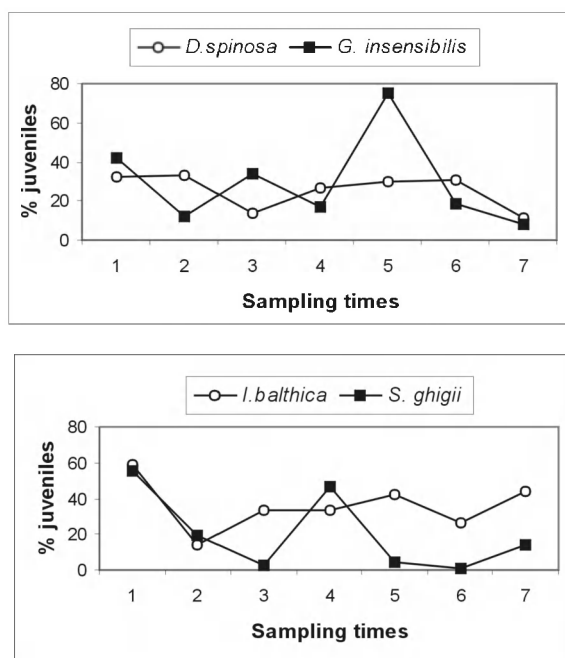 D.spinosa G. insensibilis
% juveniles
80
60
40
20
0
1 2 3 4 5 6 7
Sampling times
I.balthica S. ghigii
% juveniles
80
60
40
20
0
1 2 3 4 5 6 7
Sampling times